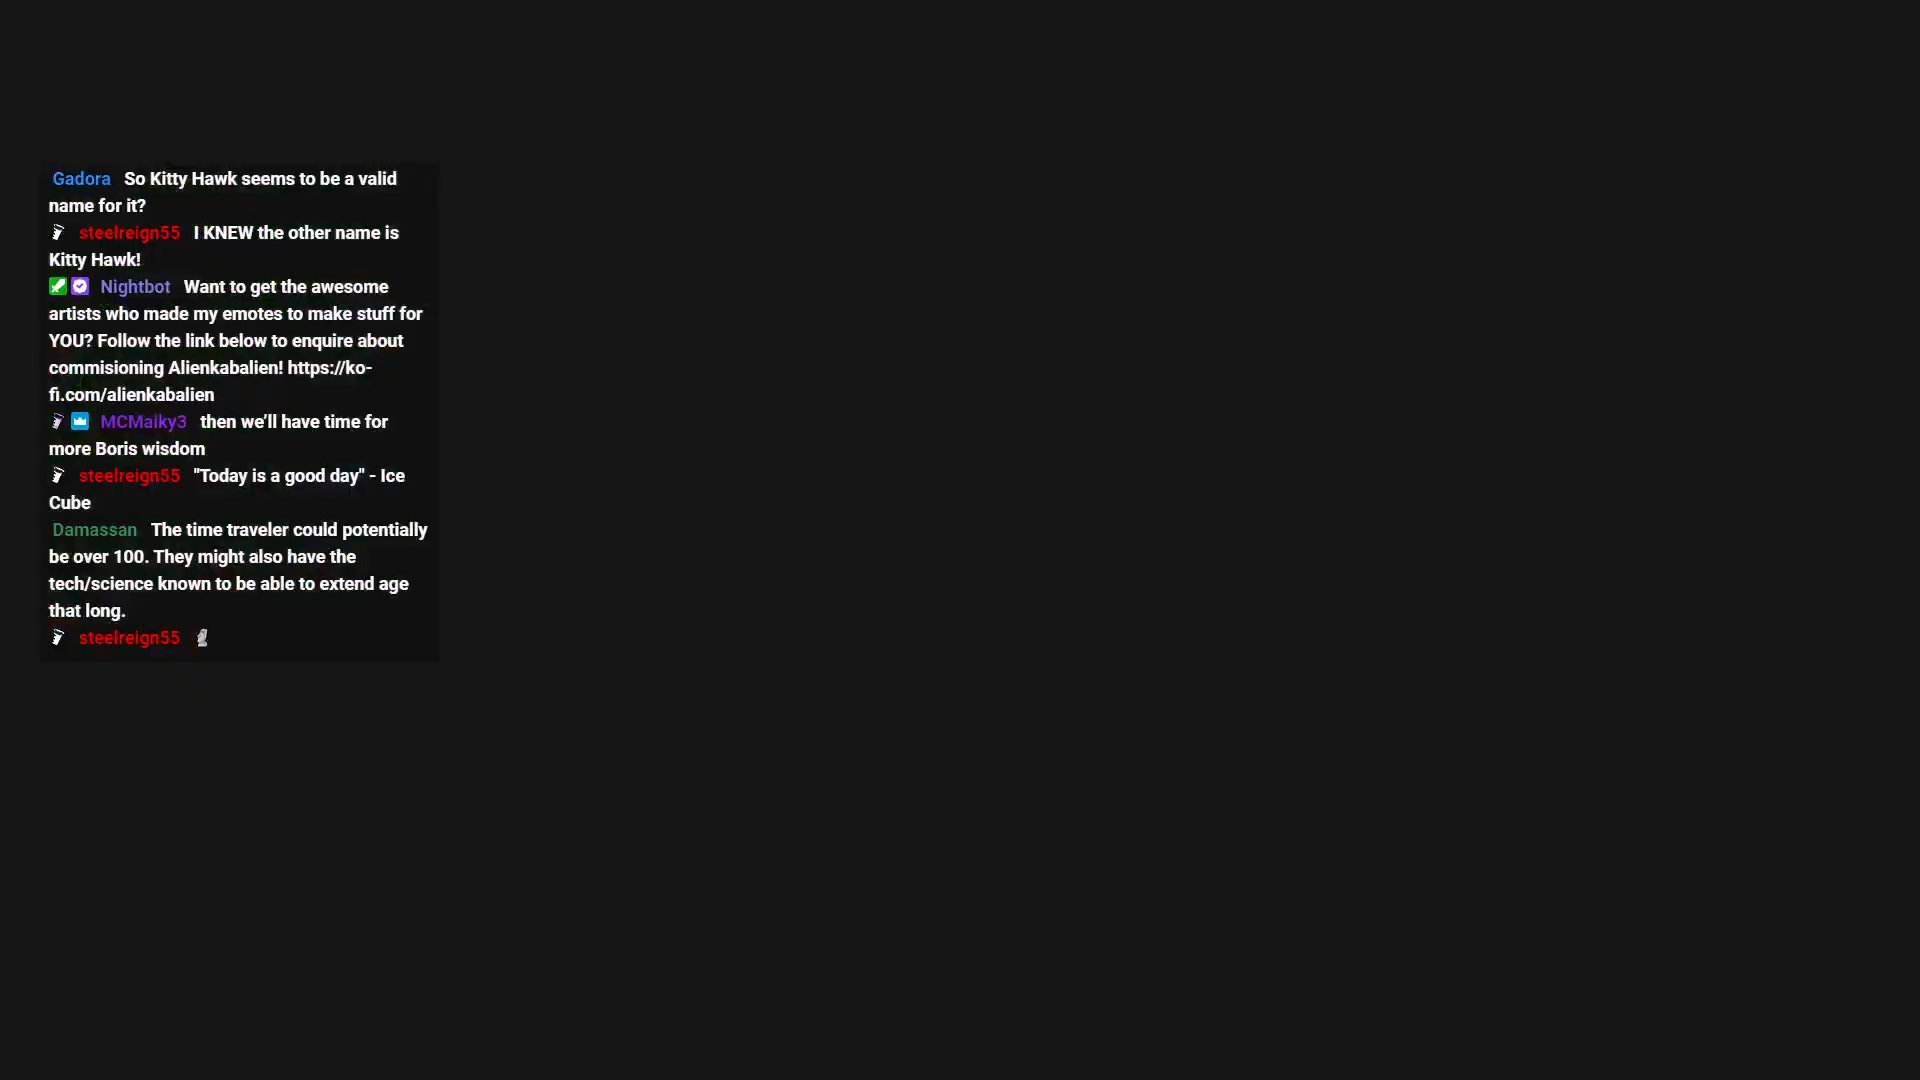 Gadora So Kitty Hawk seems to be a valid
name for it?
steelreign55 I KNEW the other name is
Kitty Hawk!
Nightbot Want to get the awesome
artists who made my emotes to make stuff for
YOU? Follow the link below to enquire about
commisioning Alienkabalien! https://ko-
fi.com/alienkabalien
MCMaiky3 then we’ll have time for
more Boris wisdom
steelreign55 "Today is a good day" - Ice
Cube
Damassan The time traveler could potentially
be over 100. They might also have the
tech/science known to be able to extend age
that long.
steelreign55